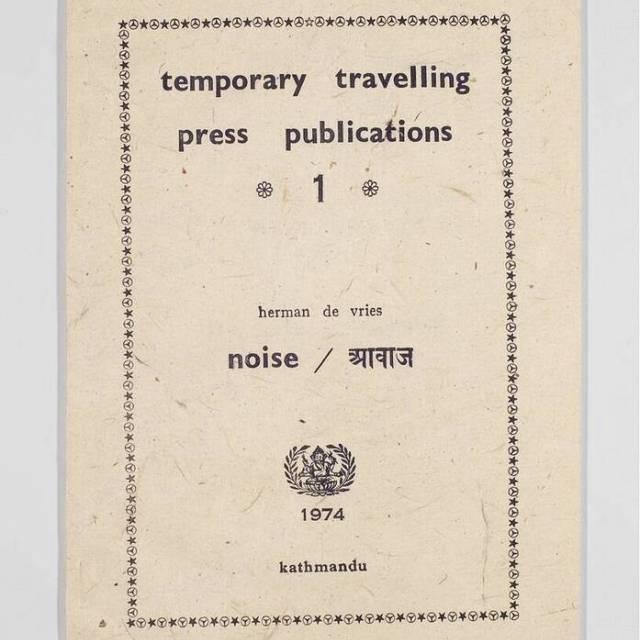 temporary travelling
press publications
1
herman de vries
noise / आवाज
1974
kathmandu